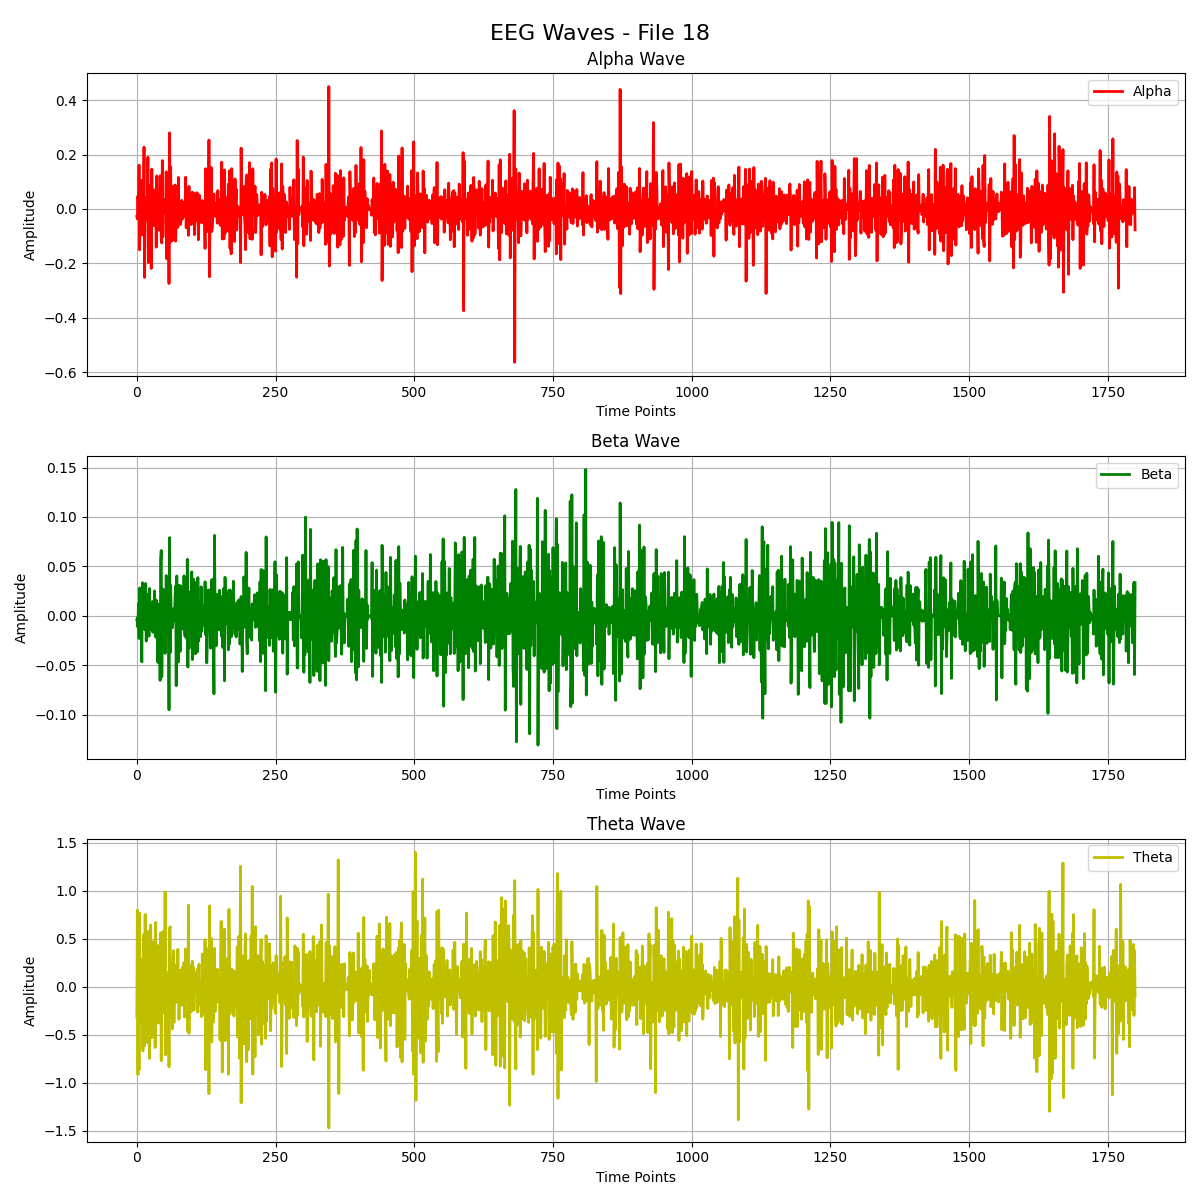 EEG Waves - File 18
Alpha Wave
Alpha
Amplitude
0.4
0.2
0.0
−0.2
−0.4
−0.6
0 250 500 750 1000 1250 1500 1750
Time Points
Beta Wave
Beta
Amplitude
0.15
0.10
0.05
0.00
−0.05
−0.10
0 250 500 750 1000 1250 1500 1750
Time Points
Theta Wave
Theta
Amplitude
1.5
1.0
0.5
0.0
−0.5
−1.0
−1.5
0 250 500 750 1000 1250 1500 1750
Time Points